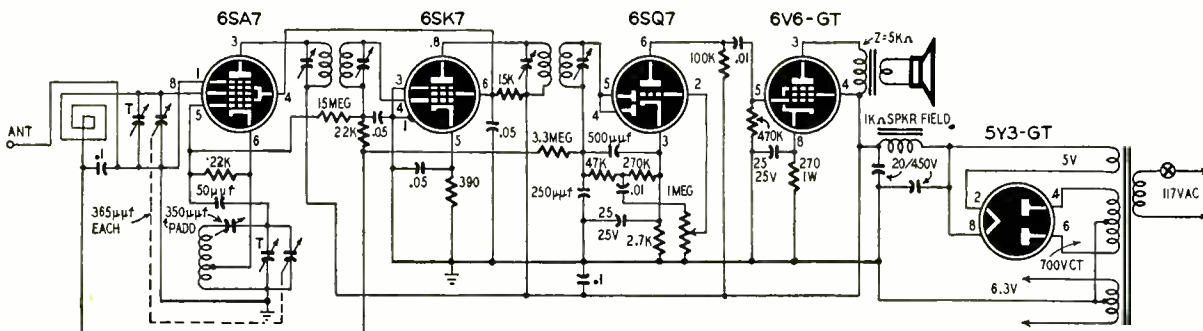 6SA7
6SK7
6SQ7
6V6-GT
5Y3-GT
3
8
6
3
Z=5KΩ
1
8
5
4
6
T
ANT
.1
.22K
50µµf
350µµf
PADD
365µµf
EACH
T
15MEG
22K
.05
3
4
1
6
5
15K
.05
.05
390
3.3MEG
500µµf
47K
270K
250µµf
.01
25
25V
2.7K
1MEG
.1
5
4
2
3
100K
.01
5
4
8
470K
25
25V
270
1W
1KΩ SPKR FIELD
20/450V
5V
2
8
4
6
700VCT
6.3V
117VAC